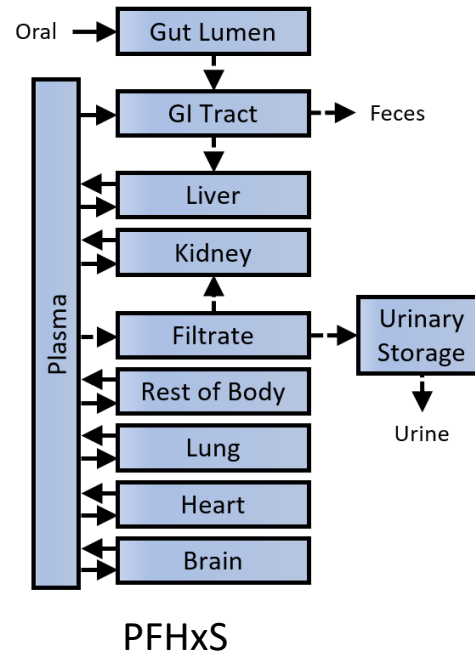 Oral
Gut Lumen
GI Tract
Feces
Liver
Kidney
Plasma
Filtrate
Urinary
Storage
Rest of Body
Urine
Lung
Heart
Brain
PFHxS